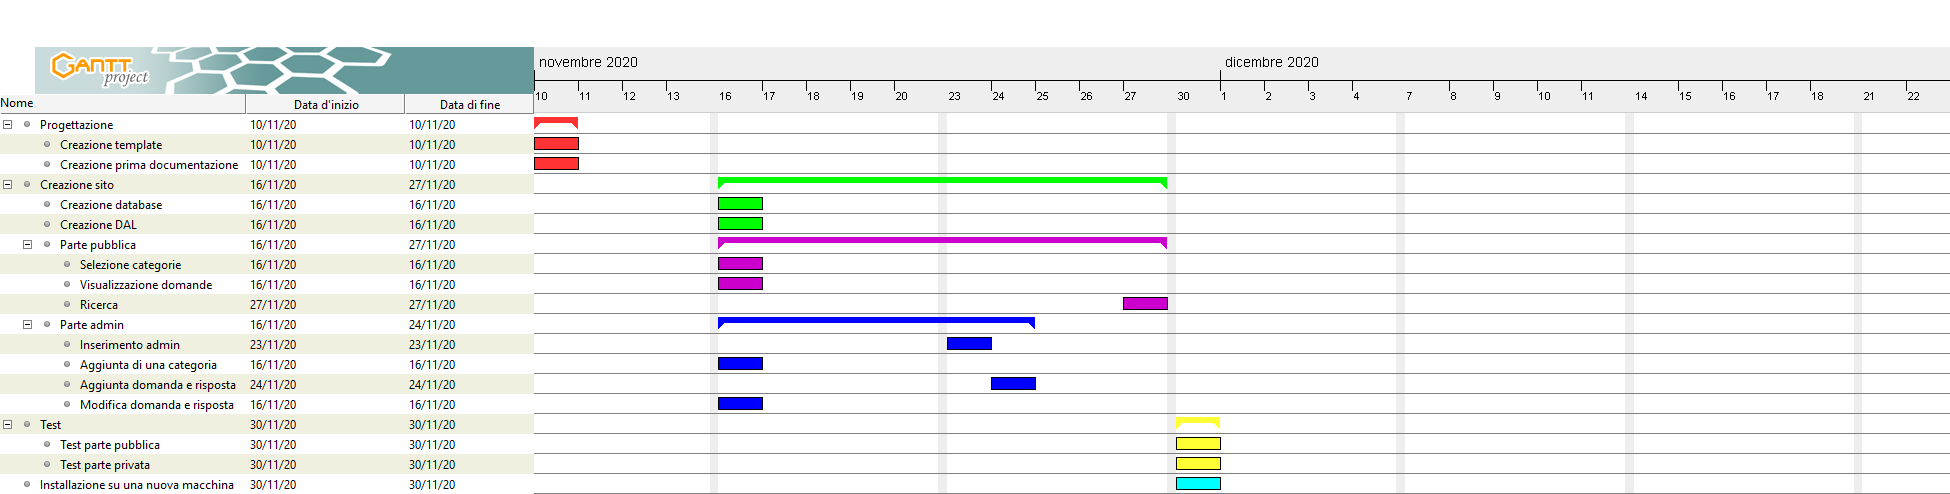 GANTT
project
novembre 2020 dicembre 2020
10 11 12 13 16 17 18 19 20 23 24 25 26 27 30 1 2 3 4 7 8 9 10 11 14 15 16 17 18 21 22
Nome Data d'inizio Data di fine
Progettazione 10/11/20 10/11/20
Creazione template 10/11/20 10/11/20
Creazione prima documentazione 10/11/20 10/11/20
Creazione sito 16/11/20 27/11/20
Creazione database 16/11/20 16/11/20
Creazione DAL 16/11/20 16/11/20
Parte pubblica 16/11/20 27/11/20
Selezione categorie 16/11/20 16/11/20
Visualizzazione domande 16/11/20 16/11/20
Ricerca 27/11/20 27/11/20
Parte admin 16/11/20 24/11/20
Inserimento admin 23/11/20 23/11/20
Aggiunta di una categoria 16/11/20 16/11/20
Aggiunta domanda e risposta 24/11/20 24/11/20
Modifica domanda e risposta 16/11/20 16/11/20
Test 30/11/20 30/11/20
Test parte pubblica 30/11/20 30/11/20
Test parte privata 30/11/20 30/11/20
Installazione su una nuova macchina 30/11/20 30/11/20